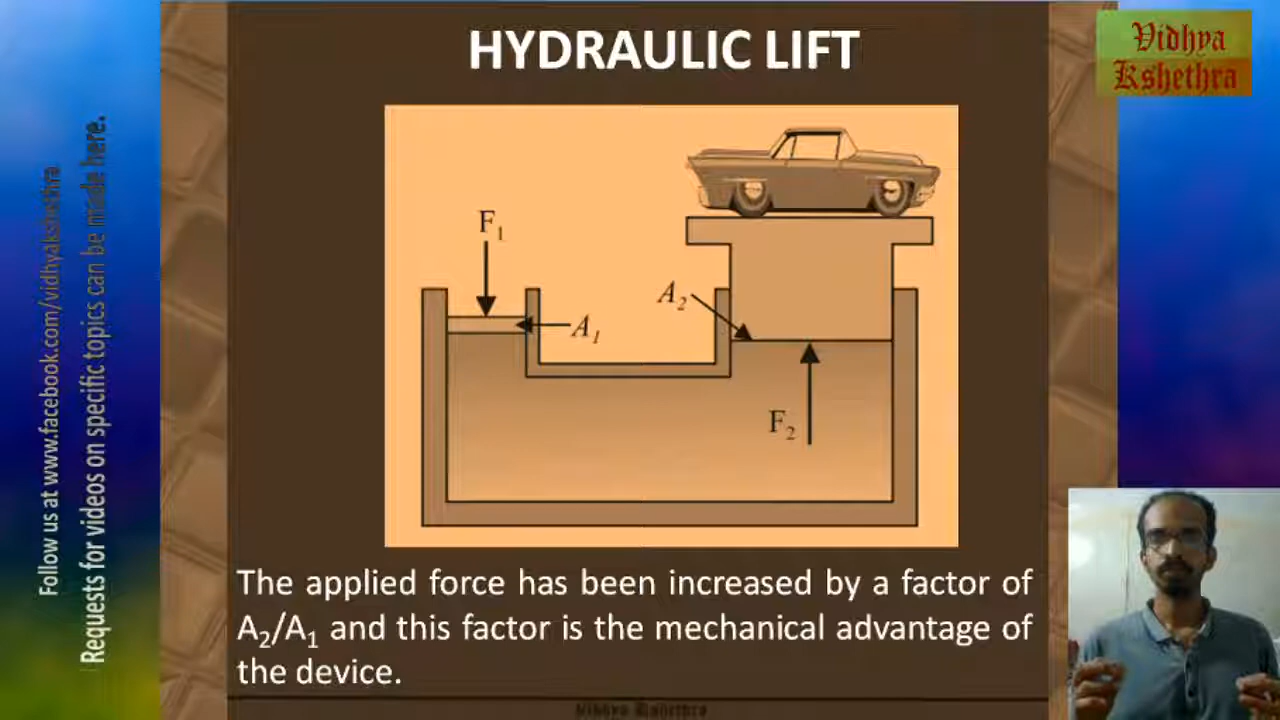 HYDRAULIC LIFT
Vidhya
Kshethra
Follow us at www.facebook.com/vidhyakshethra
Requests for videos on specific topics can be made here.
F₁
A₁
A₂
F₂
The applied force has been increased by a factor of
A₂/A₁ and this factor is the mechanical advantage of
the device.
Vidhya Kshethra